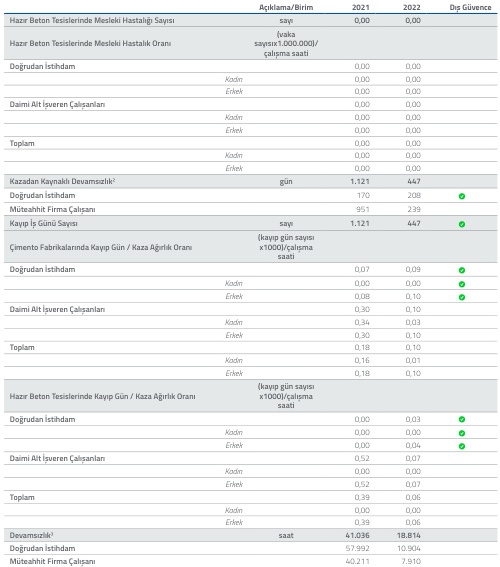 Açıklama/Birim 2021 2022 Dış Güvence
Hazır Beton Tesislerinde Mesleki Hastalığı Sayısı sayı 0,00 0,00
Hazır Beton Tesislerinde Mesleki Hastalık Oranı (vaka sayısıx1.000.000)/ çalışma saati
Doğrudan İstihdam 0,00 0,00
Kadın 0,00 0,00
Erkek 0,00 0,00
Daimi Alt İşveren Çalışanları 0,00 0,00
Kadın 0,00 0,00
Erkek 0,00 0,00
Toplam 0,00 0,00
Kadın 0,00 0,00
Erkek 0,00 0,00
Kazadan Kaynaklı Devamsızlık² gün 1.121 447
Doğrudan İstihdam 170 208
Müteahhit Firma Çalışanı 951 239
Kayıp İş Günü Sayısı sayı 1.121 447
Çimento Fabrikalarında Kayıp Gün / Kaza Ağırlık Oranı (kayıp gün sayısı x1000)/çalışma saati
Doğrudan İstihdam 0,07 0,09
Kadın 0,00 0,00
Erkek 0,08 0,10
Daimi Alt İşveren Çalışanları 0,30 0,10
Kadın 0,34 0,03
Erkek 0,30 0,10
Toplam 0,18 0,10
Kadın 0,16 0,01
Erkek 0,18 0,10
Hazır Beton Tesislerinde Kayıp Gün / Kaza Ağırlık Oranı (kayıp gün sayısı x1000)/çalışma saati
Doğrudan İstihdam 0,00 0,03
Kadın 0,00 0,00
Erkek 0,00 0,04
Daimi Alt İşveren Çalışanları 0,52 0,07
Kadın 0,00 0,00
Erkek 0,52 0,07
Toplam 0,39 0,06
Kadın 0,00 0,00
Erkek 0,39 0,06
Devamsızlık³ saat 41.036 18.814
Doğrudan İstihdam 57.992 10.904
Müteahhit Firma Çalışanı 40.211 7.910